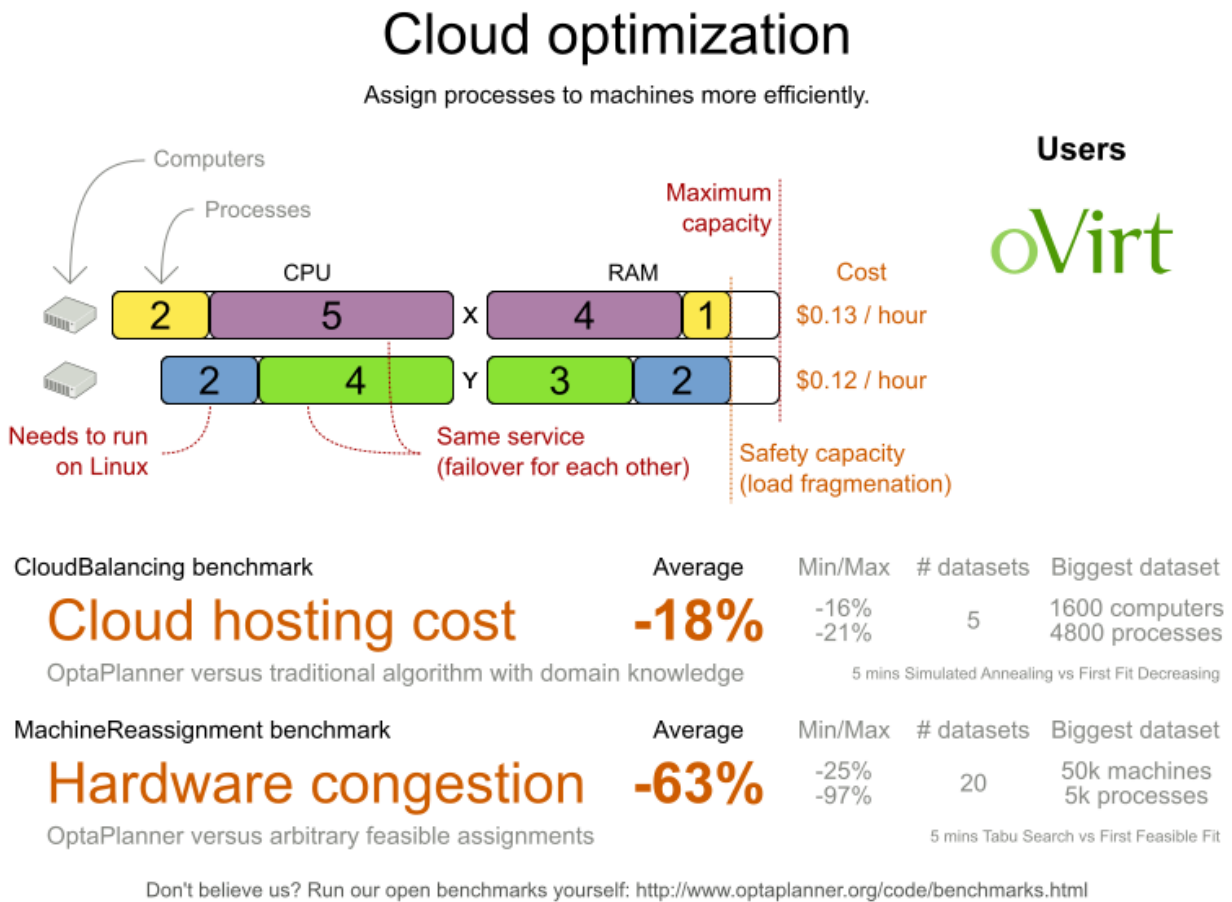 Cloud optimization
Assign processes to machines more efficiently.
Computers
Processes
Users
oVirt
Maximum
capacity
CPU
RAM
Cost
2 5 X 4 1 $0.13 / hour
2 4 Y 3 2 $0.12 / hour
Needs to run
on Linux
Same service
(failover for each other)
Safety capacity
(load fragmenation)
CloudBalancing benchmark
Average
Min/Max
# datasets
Biggest dataset
Cloud hosting cost
-18%
-16%
-21%
5
1600 computers
4800 processes
OptaPlanner versus traditional algorithm with domain knowledge
5 mins Simulated Annealing vs First Fit Decreasing
MachineReassignment benchmark
Average
Min/Max
# datasets
Biggest dataset
Hardware congestion
-63%
-25%
-97%
20
50k machines
5k processes
OptaPlanner versus arbitrary feasible assignments
5 mins Tabu Search vs First Feasible Fit
Don't believe us? Run our open benchmarks yourself: http://www.optaplanner.org/code/benchmarks.html